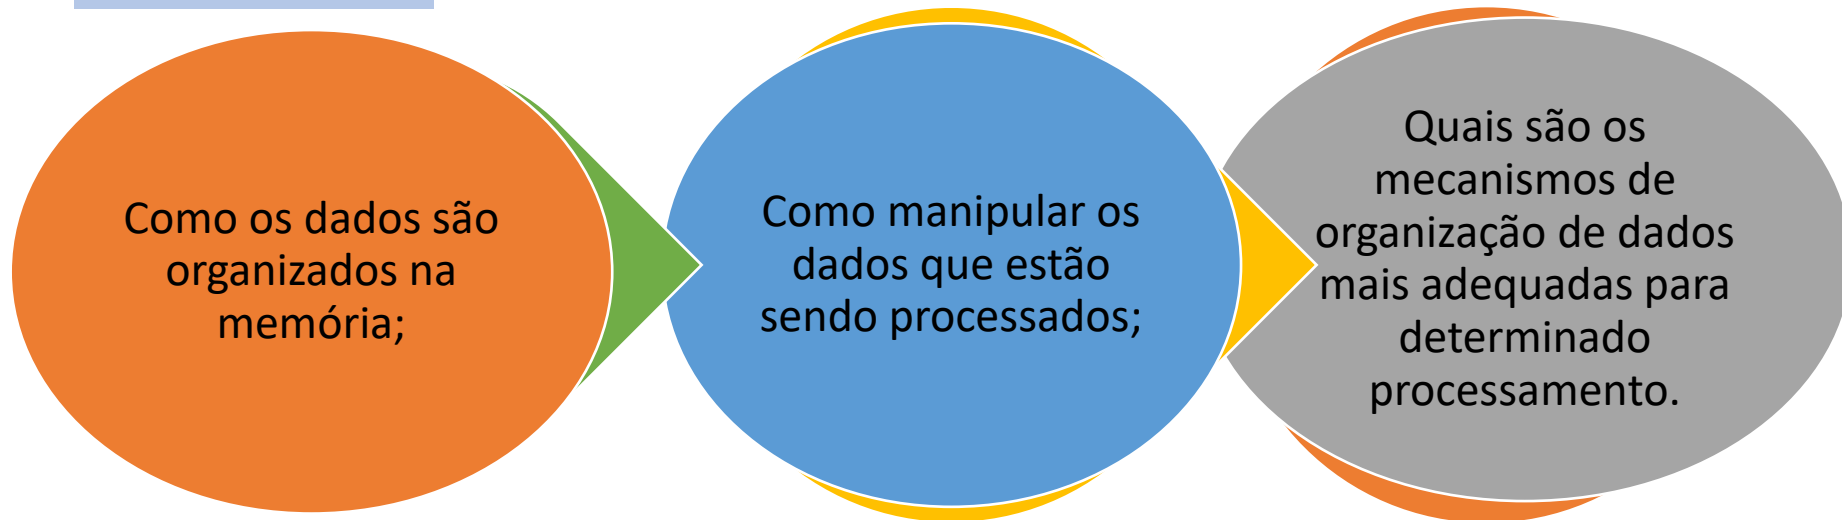 Como os dados são
organizados na
memória;
Como manipular os
dados que estão
sendo processados;
Quais são os
mecanismos de
organização de dados
mais adequadas para
determinado
processamento.